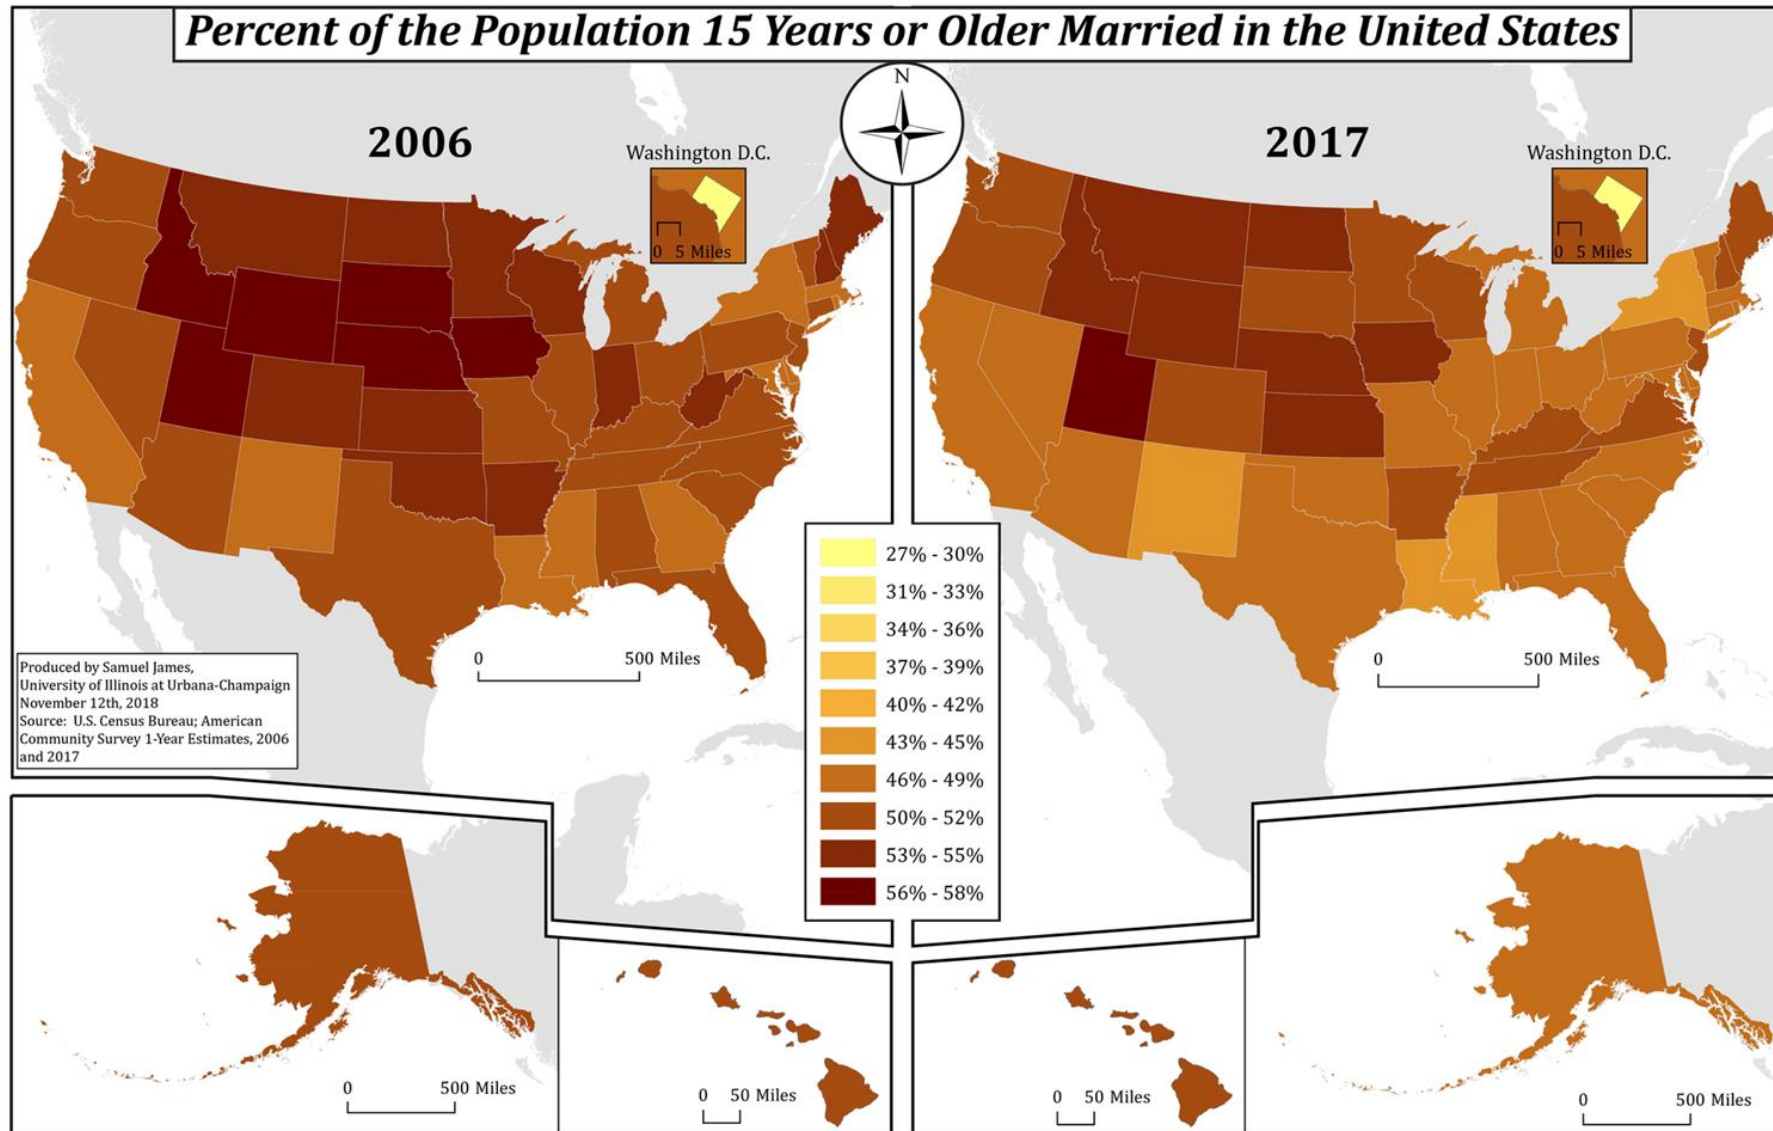 Percent of the Population 15 Years or Older Married in the United States
N
2006
Washington D.C.
0 5 Miles
2017
Washington D.C.
0 5 Miles
0 500 Miles
0 500 Miles
Produced by Samuel James,
University of Illinois at Urbana-Champaign
November 12th, 2018
Source: U.S. Census Bureau; American
Community Survey 1-Year Estimates, 2006
and 2017
27% - 30%
31% - 33%
34% - 36%
37% - 39%
40% - 42%
43% - 45%
46% - 49%
50% - 52%
53% - 55%
56% - 58%
0 500 Miles
0 50 Miles
0 50 Miles
0 500 Miles